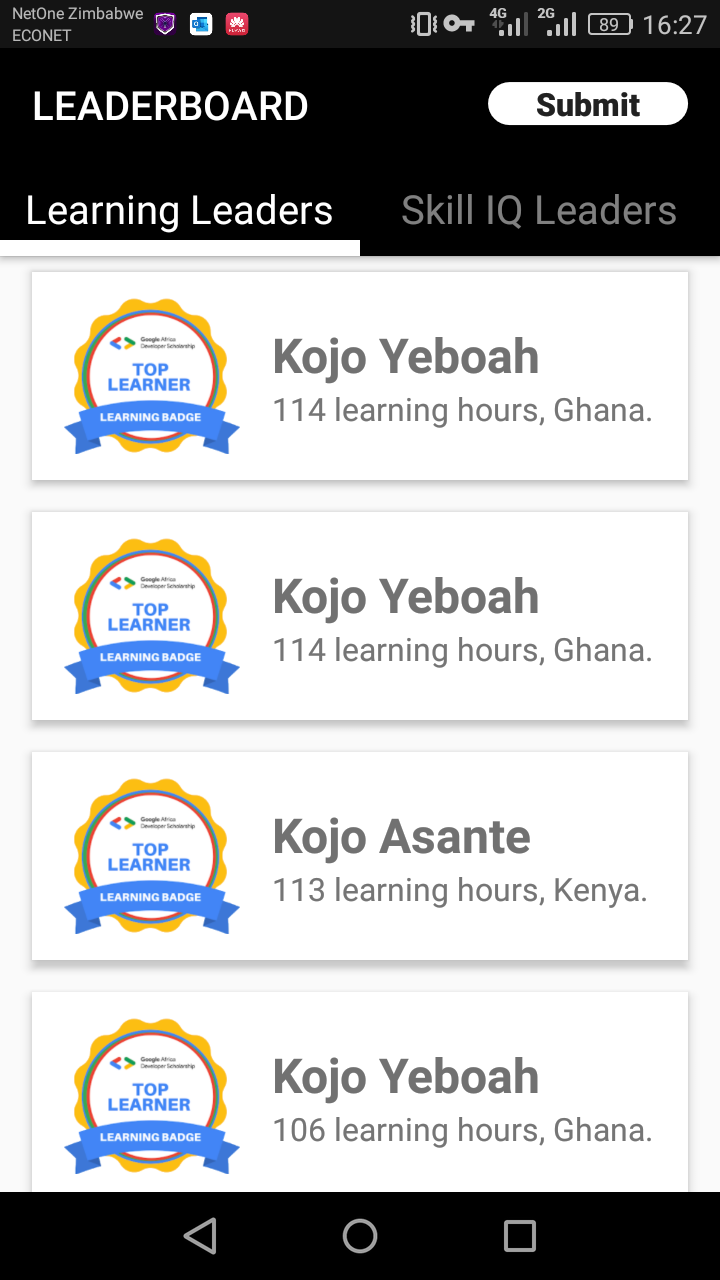 NetOne Zimbabwe
ECONET
4G
2G
89
16:27
LEADERBOARD
Submit
Learning Leaders
Skill IQ Leaders
Google Africa
Developer Scholarship
TOP
LEARNER
LEARNING BADGE
Kojo Yeboah
114 learning hours, Ghana.
Google Africa
Developer Scholarship
TOP
LEARNER
LEARNING BADGE
Kojo Yeboah
114 learning hours, Ghana.
Google Africa
Developer Scholarship
TOP
LEARNER
LEARNING BADGE
Kojo Asante
113 learning hours, Kenya.
Google Africa
Developer Scholarship
TOP
LEARNER
LEARNING BADGE
Kojo Yeboah
106 learning hours, Ghana.